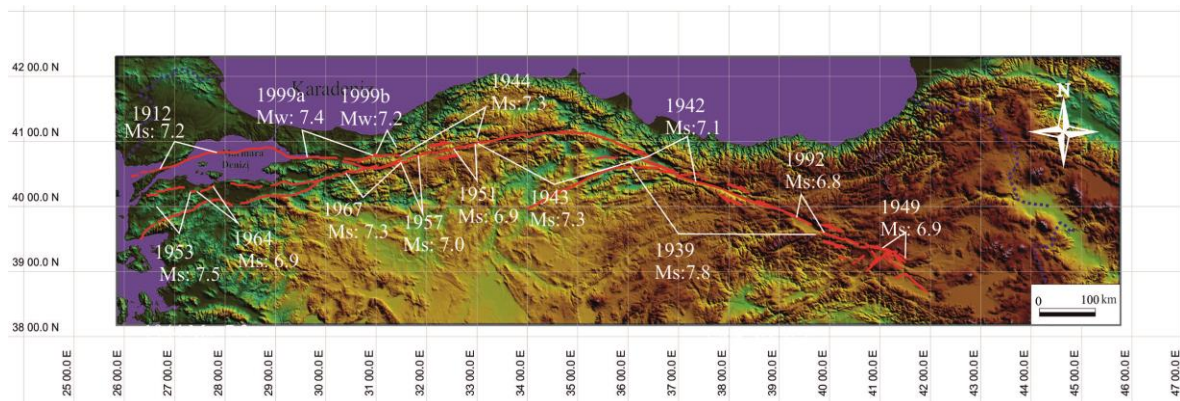 42 00.0 N
41 00.0 N
40 00.0 N
39 00.0 N
38 00.0 N
Karadeniz
Denizi
1912
Ms: 7.2
1999a
Mw: 7.4
1999b
Mw:7.2
1944
Ms:7.3
1942
Ms:7.1
1992
Ms:6.8
1949
Ms: 6.9
1953
Ms:7.5
1964
Ms: 6.9
1967
Ms: 7.3
1957
Ms: 7.0
1951
Ms: 6.9
1943
Ms:7.3
1939
Ms:7.8
N
0 100 km
25 00.0 E
26 00.0 E
27 00.0 E
28 00.0 E
29 00.0 E
30 00.0 E
31 00.0 E
32 00.0 E
33 00.0 E
34 00.0 E
35 00.0 E
36 00.0 E
37 00.0 E
38 00.0 E
39 00.0 E
40 00.0 E
41 00.0 E
42 00.0 E
43 00.0 E
44 00.0 E
45 00.0 E
46 00.0 E
47 00.0 E